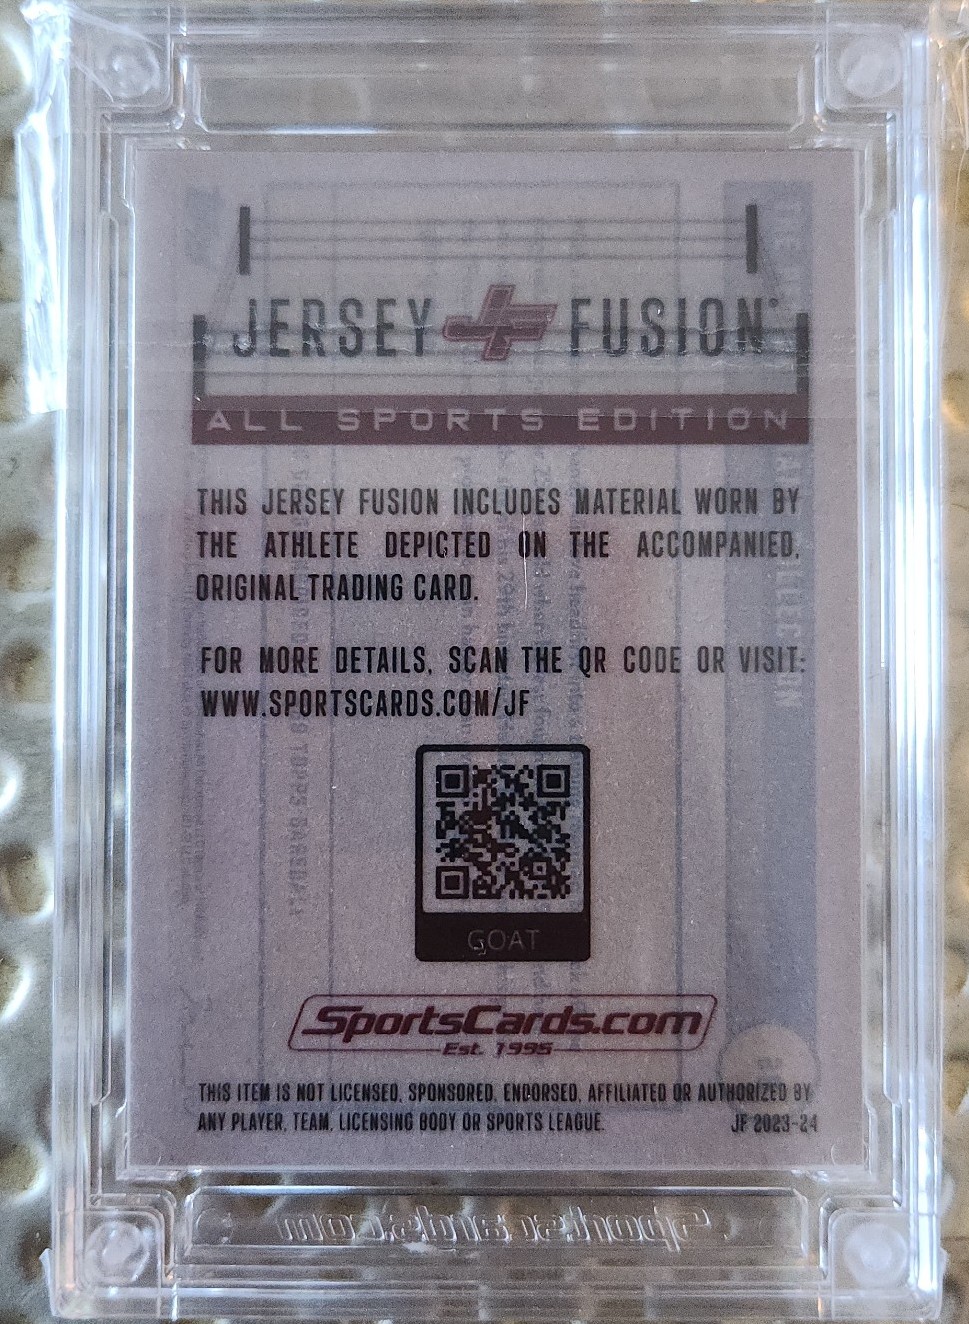 JERSEY JF FUSION
ALL SPORTS EDITION
THIS JERSEY FUSION INCLUDES MATERIAL WORN BY
THE ATHLETE DEPICTED ON THE ACCOMPANIED,
ORIGINAL TRADING CARD.
FOR MORE DETAILS, SCAN THE QR CODE OR VISIT:
WWW.SPORTSCARDS.COM/JF
GOAT
SportsCards.com
Est. 1995
THIS ITEM IS NOT LICENSED, SPONSORED, ENDORSED, AFFILIATED OR AUTHORIZED BY
ANY PLAYER, TEAM, LICENSING BODY OR SPORTS LEAGUE.
JF 2023-24
Sportscards.com